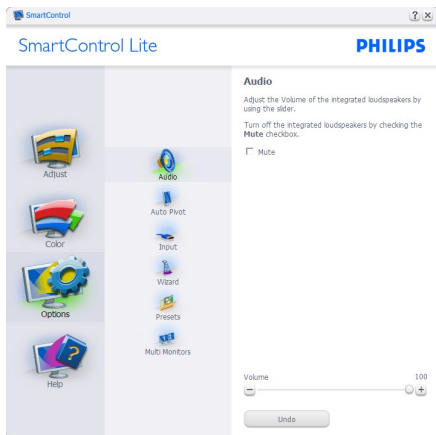 SmartControl
SmartControl Lite
PHILIPS
Adjust
Color
Options
Help
Audio
Auto Pivot
Input
Wizard
Presets
Multi Monitors
Audio
Adjust the Volume of the integrated loudspeakers by
using the slider.
Turn off the integrated loudspeakers by checking the
Mute checkbox.
Mute
Volume 100
Undo